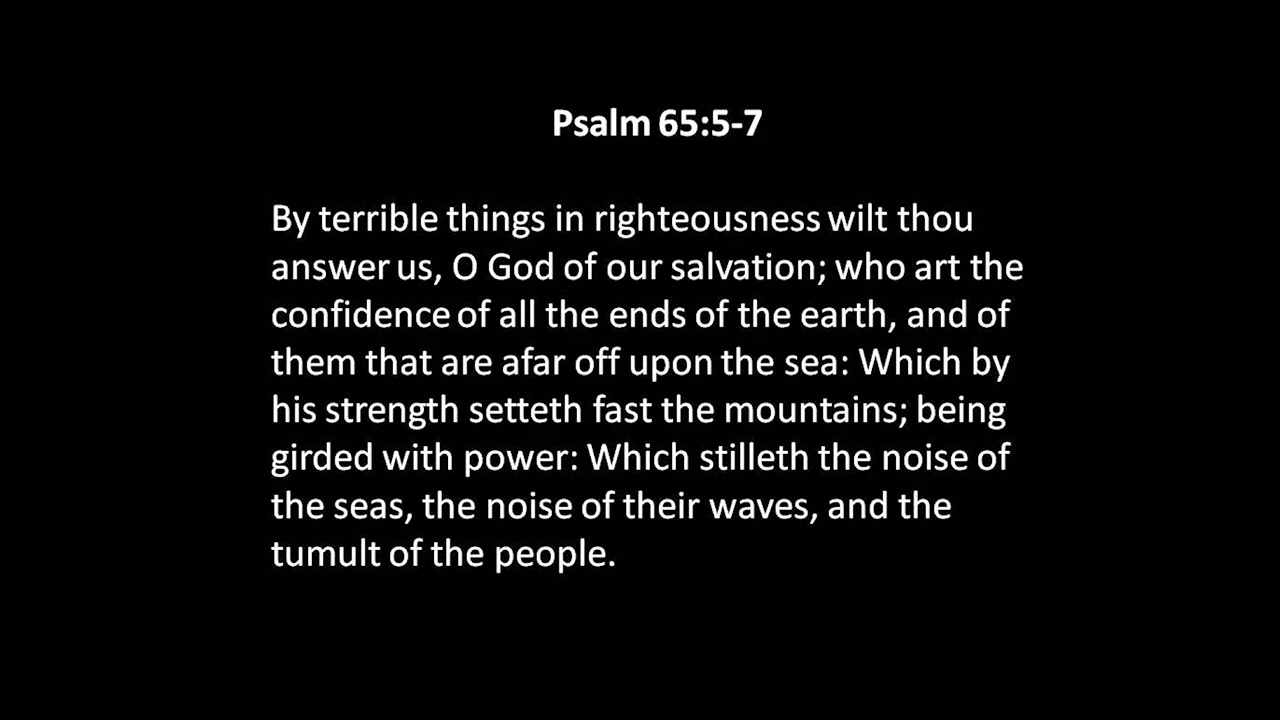 Psalm 65:5-7
By terrible things in righteousness wilt thou
answer us, O God of our salvation; who art the
confidence of all the ends of the earth, and of
them that are afar off upon the sea: Which by
his strength setteth fast the mountains; being
girded with power: Which stilleth the noise of
the seas, the noise of their waves, and the
tumult of the people.